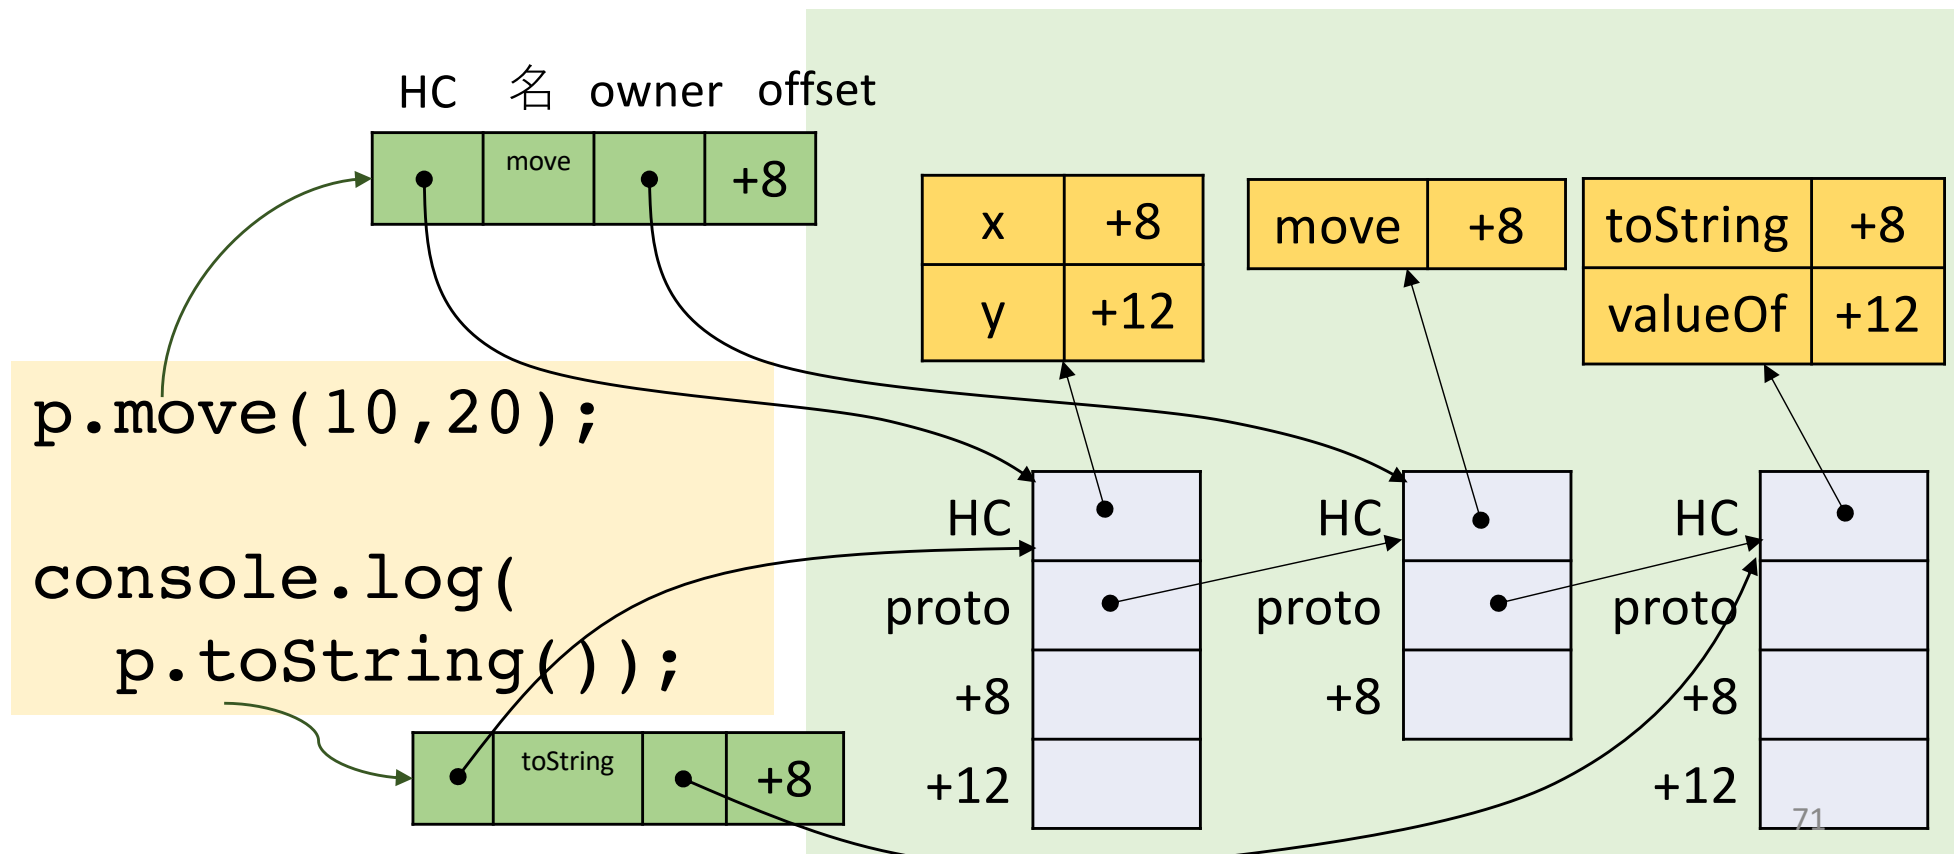 HC 名 owner offset
move +8
x +8
y +12
move +8
toString +8
valueOf +12
p.move(10,20);
console.log(
p.toString());
toString +8
HC
proto
+8
+12
HC
proto
+8
HC
proto
+8
+12
71